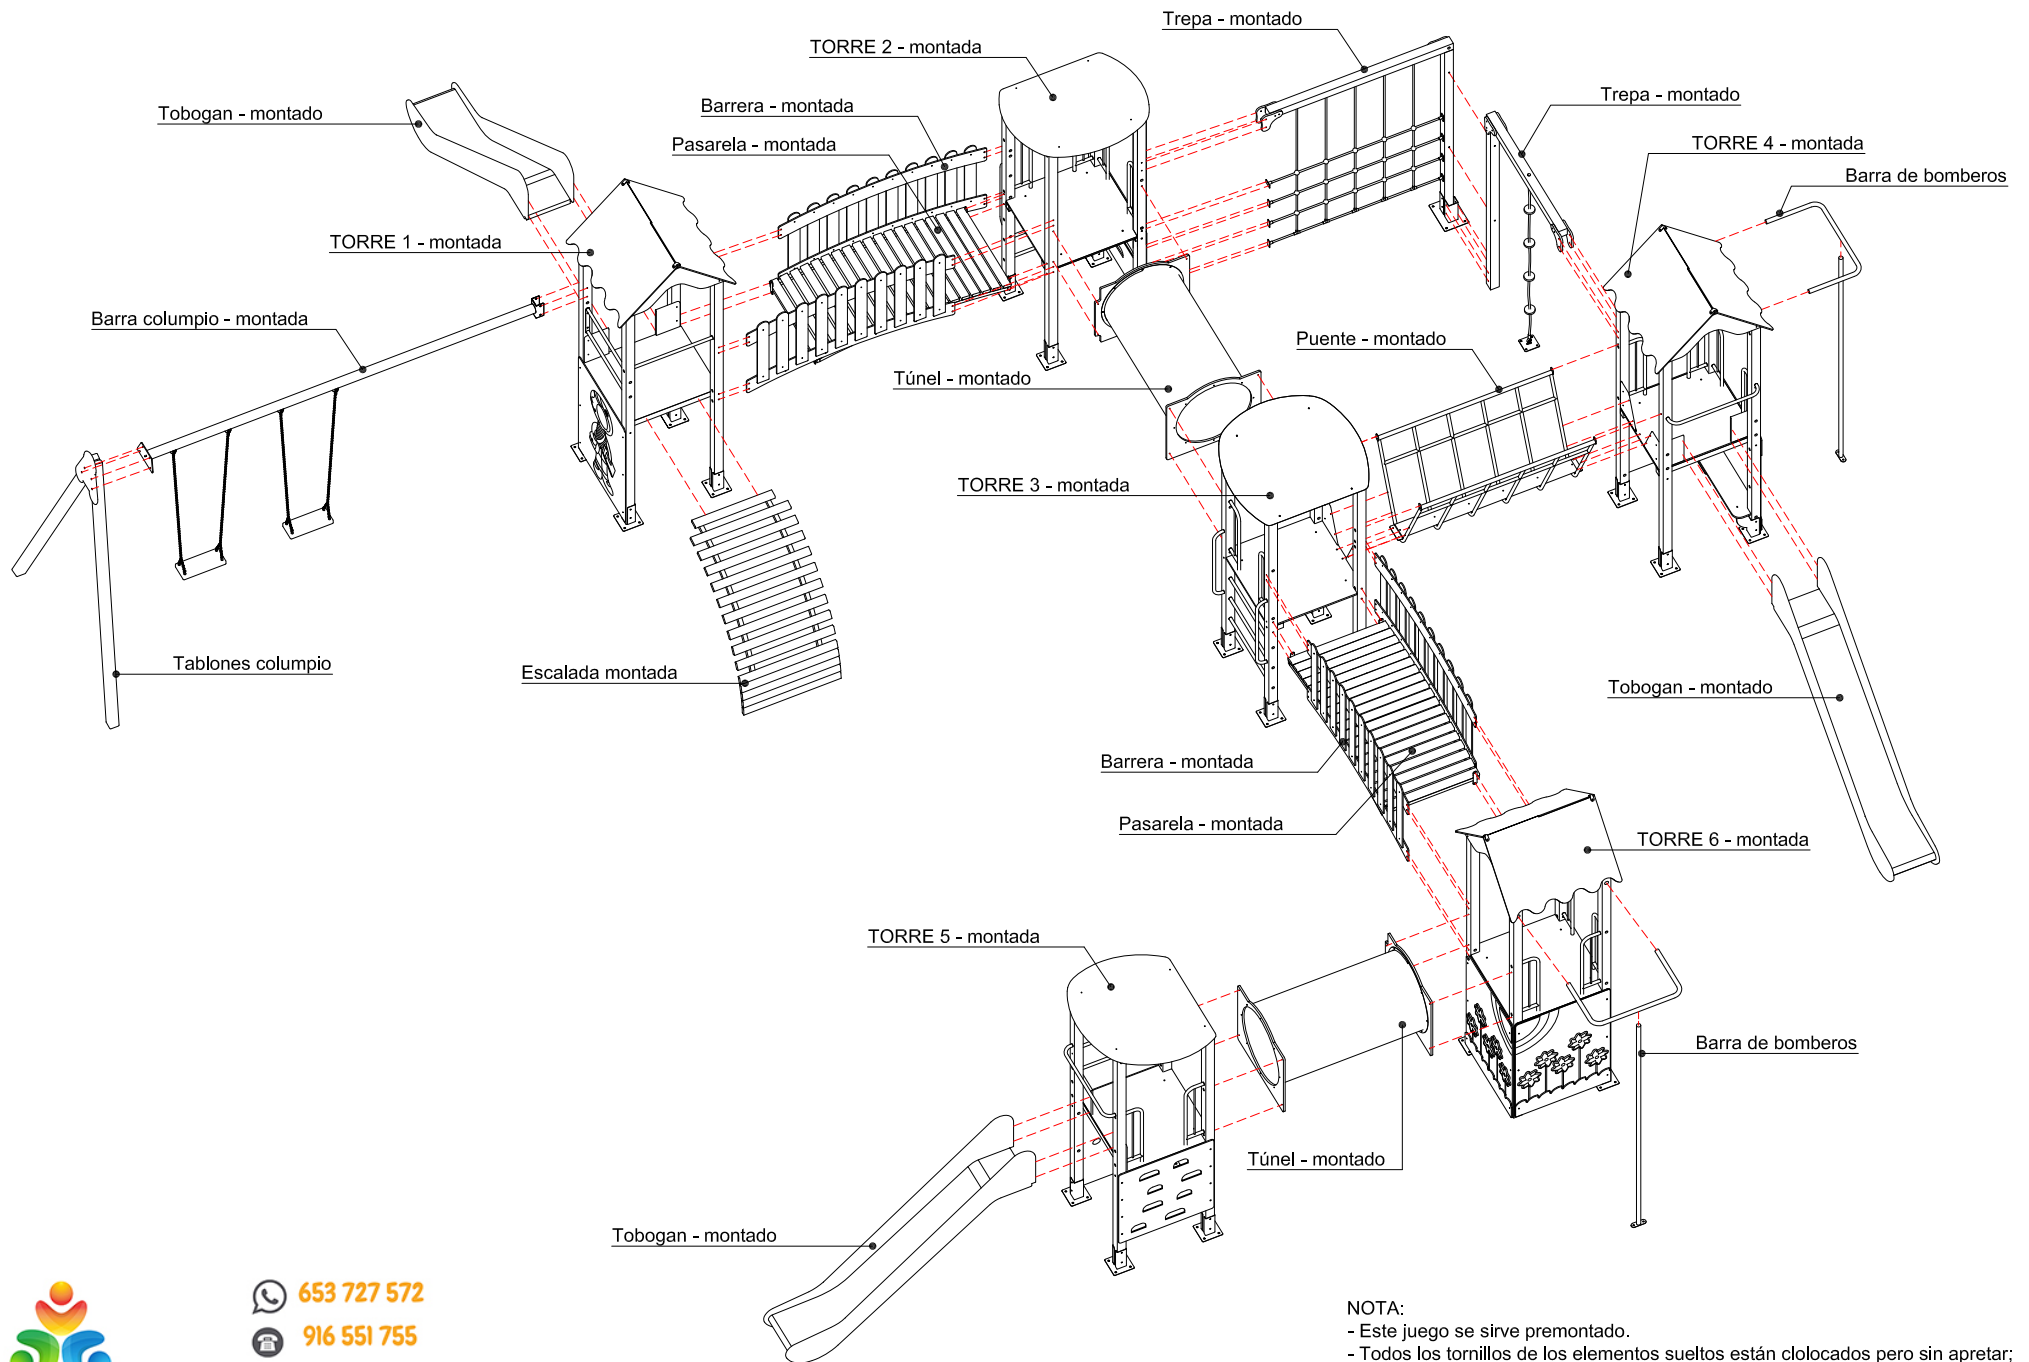 Trepa - montado
TORRE 2 - montada
Tobogan - montado
Barrera - montada
Trepa - montado
Pasarela - montada
TORRE 4 - montada
Barra de bomberos
TORRE 1 - montada
Barra columpio - montada
Puente - montado
Túnel - montado
TORRE 3 - montada
Tablones columpio
Escalada montada
Tobogan - montado
Barrera - montada
Pasarela - montada
TORRE 6 - montada
TORRE 5 - montada
Barra de bomberos
Túnel - montado
Tobogan - montado
653 727 572
916 551 755
NOTA:
- Este juego se sirve premontado.
- Todos los tornillos de los elementos sueltos están clolocados pero sin apretar;